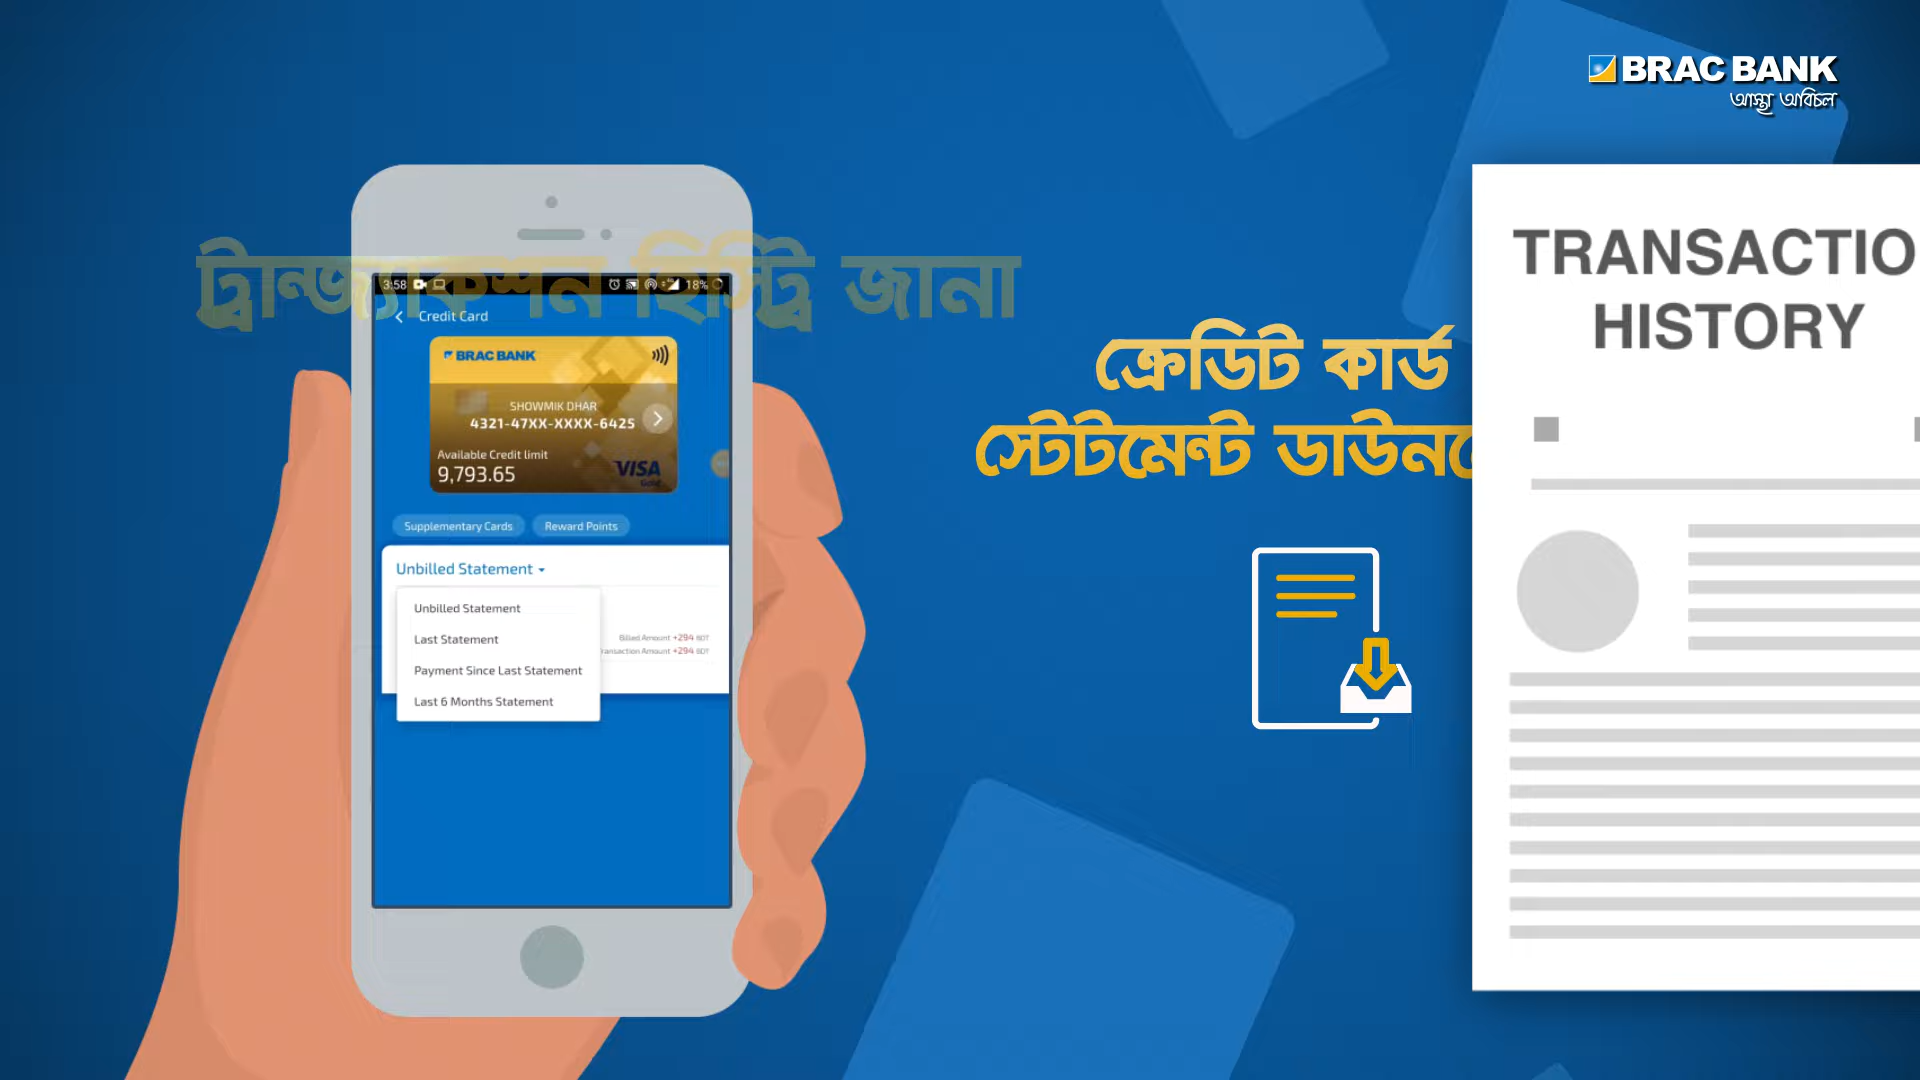 BRAC BANK
আস্থা অবিচল
ট্রান্জ্যাকশন হিস্ট্রি জানা
3:58
18%
Credit Card
BRAC BANK
SHOWMIK DHAR
4321-47XX-XXXX-6425
Available Credit limit
9,793.65
VISA
Gold
Supplementary Cards
Reward Points
Unbilled Statement
Unbilled Statement
Last Statement
Payment Since Last Statement
Last 6 Months Statement
Billed Amount +294 BDT
ransaction Amount +294 BDT
ক্রেডিট কার্ড
স্টেটমেন্ট ডাউনলে
TRANSACTIO
HISTORY